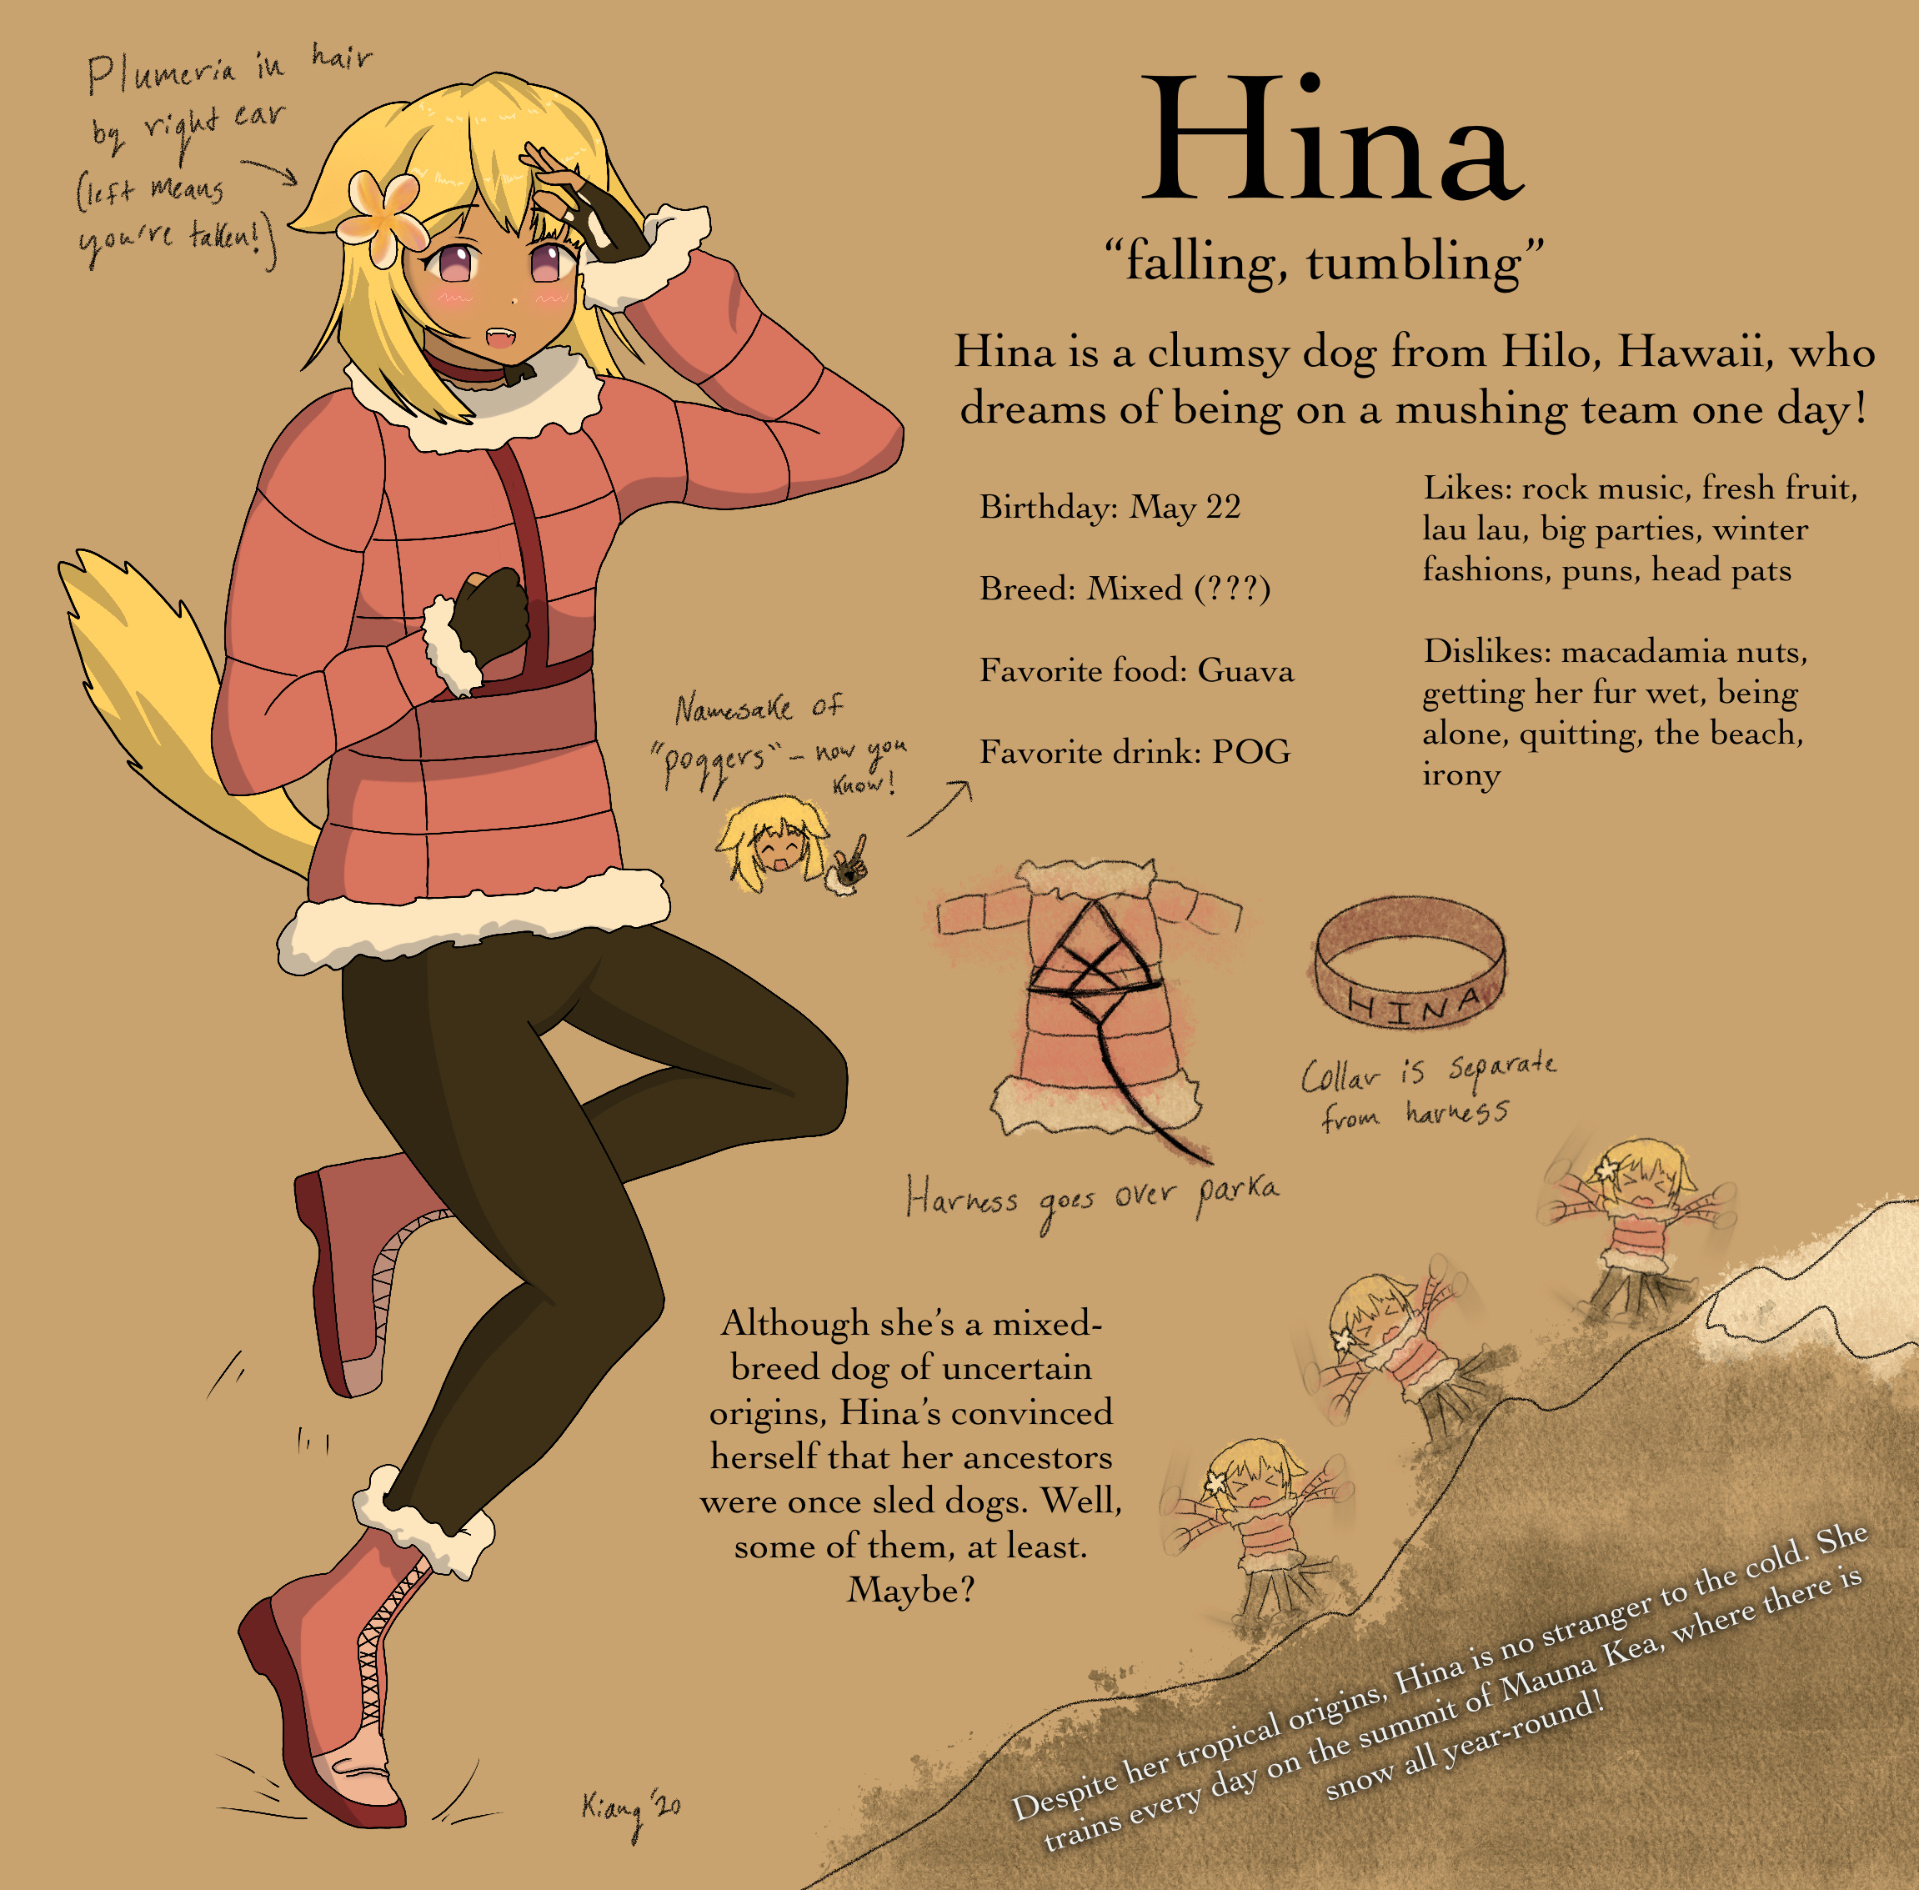 Plumeria in hair
by right ear
(left means
you're taken!)
Hina
“falling, tumbling”
Hina is a clumsy dog from Hilo, Hawaii, who
dreams of being on a mushing team one day!
Birthday: May 22
Breed: Mixed (???)
Favorite food: Guava
Favorite drink: POG
Likes: rock music, fresh fruit,
lau lau, big parties, winter
fashions, puns, head pats
Dislikes: macadamia nuts,
getting her fur wet, being
alone, quitting, the beach,
irony
Namesake of
"poggers" - now you
know!
HINA
Collar is separate
from harness
Harness goes over parka
Although she’s a mixed-
breed dog of uncertain
origins, Hina’s convinced
herself that her ancestors
were once sled dogs. Well,
some of them, at least.
Maybe?
Despite her tropical origins, Hina is no stranger to the cold. She
trains every day on the summit of Mauna Kea, where there is
snow all year-round!
Kiang '20